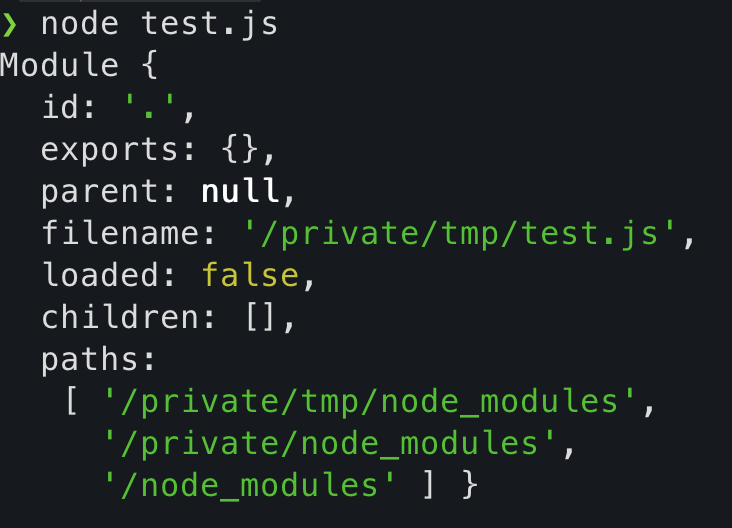 ❯ node test.js
Module {
  id: '.',
  exports: {},
  parent: null,
  filename: '/private/tmp/test.js',
  loaded: false,
  children: [],
  paths:
   [ '/private/tmp/node_modules',
     '/private/node_modules',
     '/node_modules' ] }